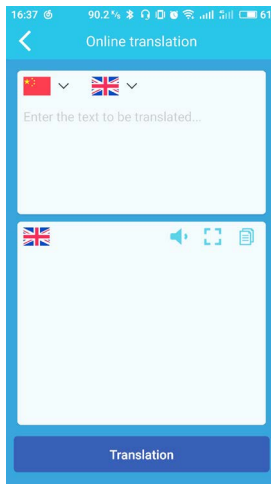 16:37 90.2 ᴷ/s 61
Online translation
Enter the text to be translated...
Translation